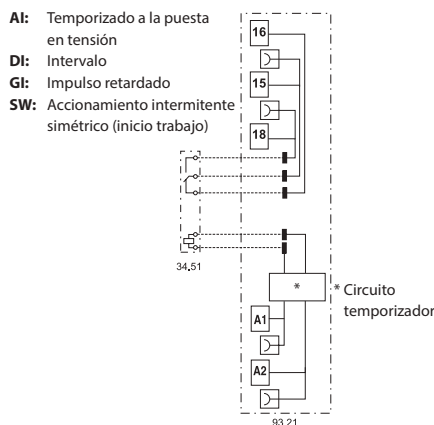 AI: Temporizado a la puesta
en tensión
DI: Intervalo
GI: Impulso retardado
SW: Accionamiento intermitente
simétrico (inicio trabajo)
16
15
18
34.51
*
* Circuito
temporizador
A1
A2
93.21